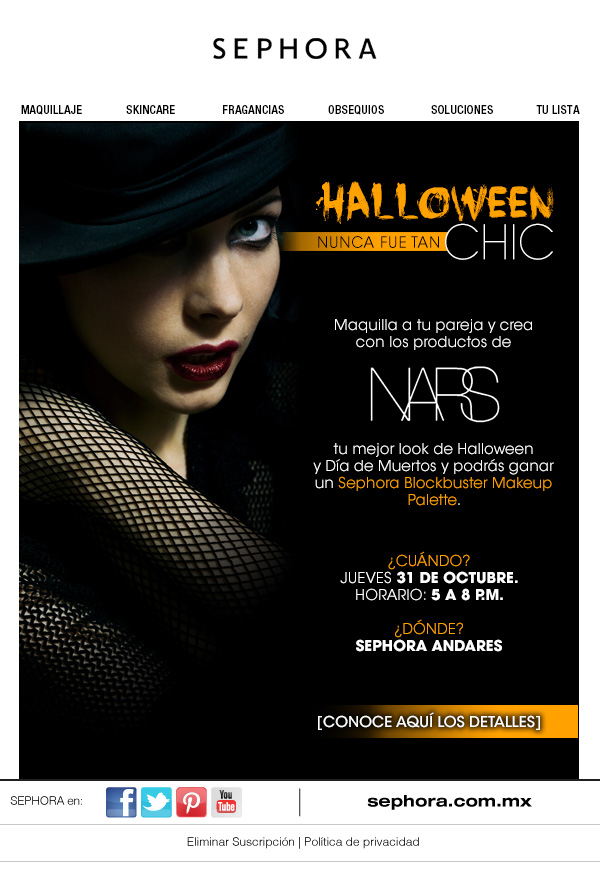 SEPHORA
MAQUILLAJE SKINCARE FRAGANCIAS OBSEQUIOS SOLUCIONES TU LISTA
HALLOWEEN
NUNCA FUE TAN CHIC
Maquilla a tu pareja y crea
con los productos de
NARS
tu mejor look de Halloween
y Día de Muertos y podrás ganar
un Sephora Blockbuster Makeup
Palette.
¿CUÁNDO?
JUEVES 31 DE OCTUBRE.
HORARIO: 5 A 8 P.M.
¿DÓNDE?
SEPHORA ANDARES
[CONOCE AQUÍ LOS DETALLES]
SEPHORA en: You Tube sephora.com.mx
Eliminar Suscripción | Política de privacidad